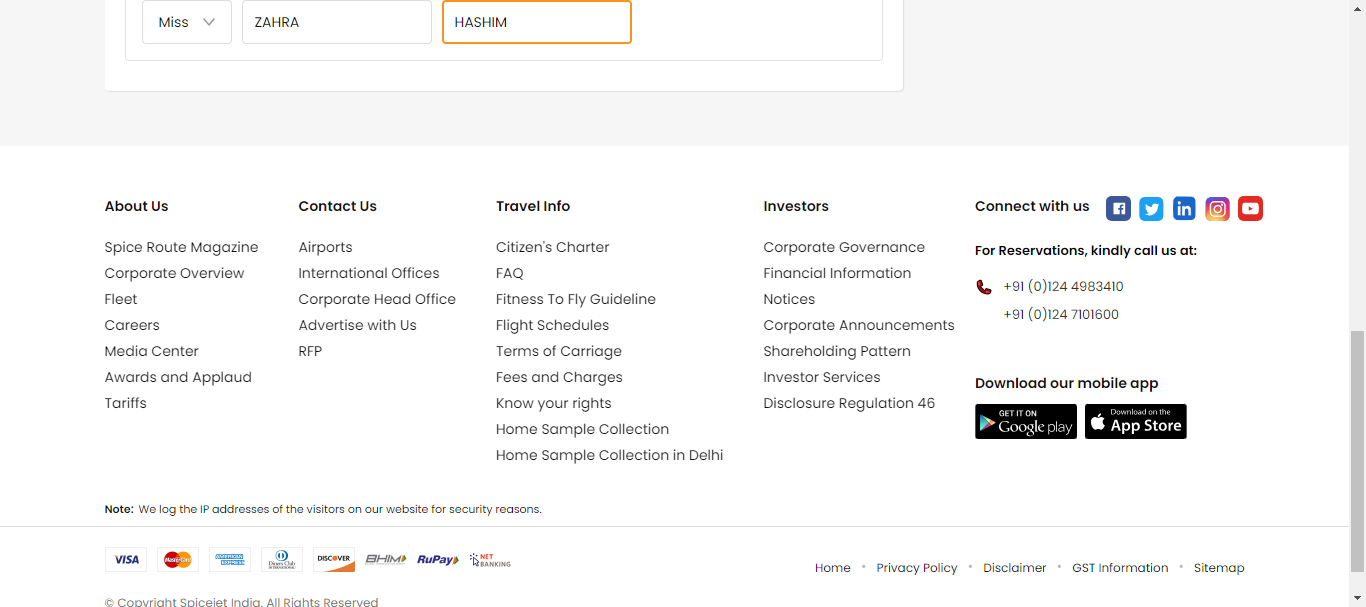 Miss ZAHRA HASHIM
About Us
Spice Route Magazine
Corporate Overview
Fleet
Careers
Media Center
Awards and Applaud
Tariffs
Contact Us
Airports
International Offices
Corporate Head Office
Advertise with Us
RFP
Travel Info
Citizen's Charter
FAQ
Fitness To Fly Guideline
Flight Schedules
Terms of Carriage
Fees and Charges
Know your rights
Home Sample Collection
Home Sample Collection in Delhi
Investors
Corporate Governance
Financial Information
Notices
Corporate Announcements
Shareholding Pattern
Investor Services
Disclosure Regulation 46
Connect with us
For Reservations, kindly call us at:
+91 (0)124 4983410
+91 (0)124 7101600
Download our mobile app
GET IT ON
Google play
Download on the
App Store
Note: We log the IP addresses of the visitors on our website for security reasons.
VISA MasterCard AMERICAN EXPRESS Diners Club INTERNATIONAL DISCOVER BHIM RuPay NET BANKING
Home • Privacy Policy • Disclaimer • GST Information • Sitemap
© Copyright Spicejet India. All Rights Reserved